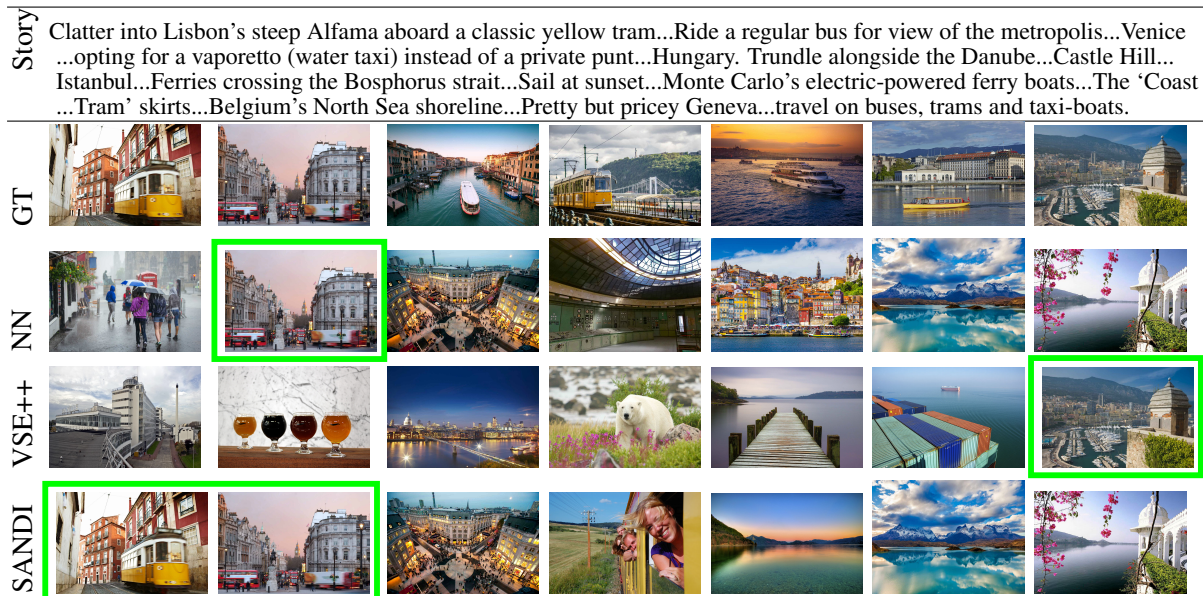 Story
Clatter into Lisbon’s steep Alfama aboard a classic yellow tram...Ride a regular bus for view of the metropolis...Venice
...opting for a vaporetto (water taxi) instead of a private punt...Hungary. Trundle alongside the Danube...Castle Hill...
Istanbul...Ferries crossing the Bosphorus strait...Sail at sunset...Monte Carlo’s electric-powered ferry boats...The ‘Coast
...Tram’ skirts...Belgium’s North Sea shoreline...Pretty but pricey Geneva...travel on buses, trams and taxi-boats.
GT
NN
VSE++
SANDI